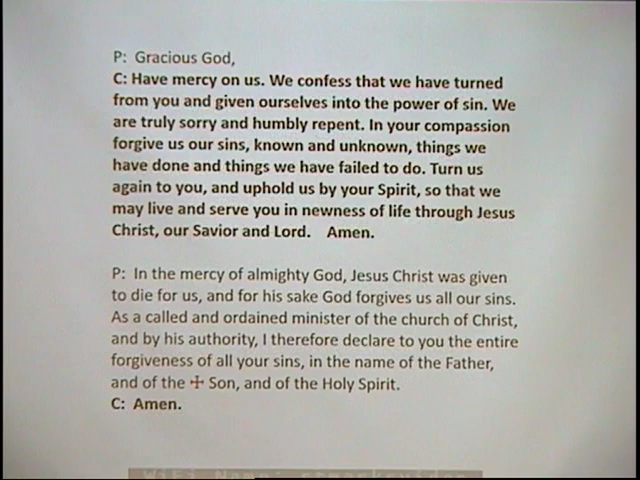 P: Gracious God,
C: Have mercy on us. We confess that we have turned
from you and given ourselves into the power of sin. We
are truly sorry and humbly repent. In your compassion
forgive us our sins, known and unknown, things we
have done and things we have failed to do. Turn us
again to you, and uphold us by your Spirit, so that we
may live and serve you in newness of life through Jesus
Christ, our Savior and Lord. Amen.
P: In the mercy of almighty God, Jesus Christ was given
to die for us, and for his sake God forgives us all our sins.
As a called and ordained minister of the church of Christ,
and by his authority, I therefore declare to you the entire
forgiveness of all your sins, in the name of the Father,
and of the ☩ Son, and of the Holy Spirit.
C: Amen.
WiFi Name: